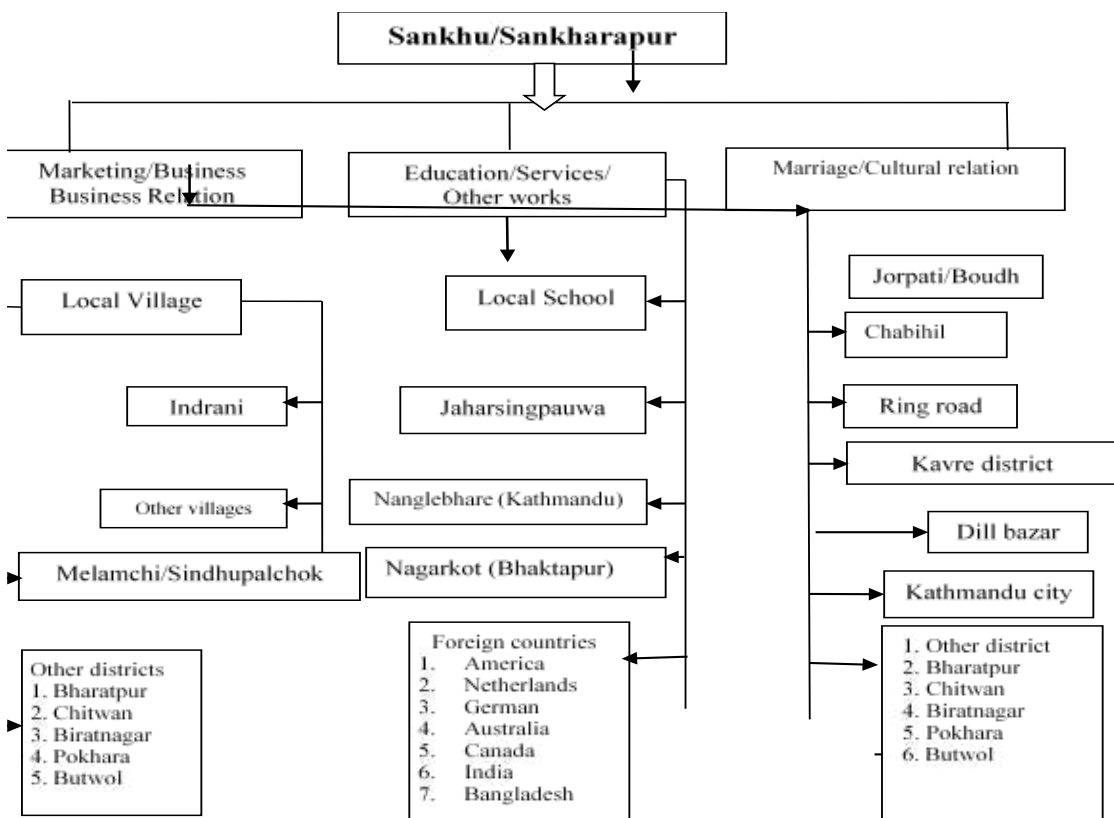 Sankhu/Sankharapur
Marketing/Business
Business Relation
Education/Services/
Other works
Marriage/Cultural relation
Local Village
Indrani
Other villages
Melamchi/Sindhupalchok
Other districts
1. Bharatpur
2. Chitwan
3. Biratnagar
4. Pokhara
5. Butwol
Local School
Jaharsingpauwa
Nanglebhare (Kathmandu)
Nagarkot (Bhaktapur)
Foreign countries
1. America
2. Netherlands
3. German
4. Australia
5. Canada
6. India
7. Bangladesh
Jorpati/Boudh
Chabihil
Ring road
Kavre district
Dill bazar
Kathmandu city
1. Other district
2. Bharatpur
3. Chitwan
4. Biratnagar
5. Pokhara
6. Butwol